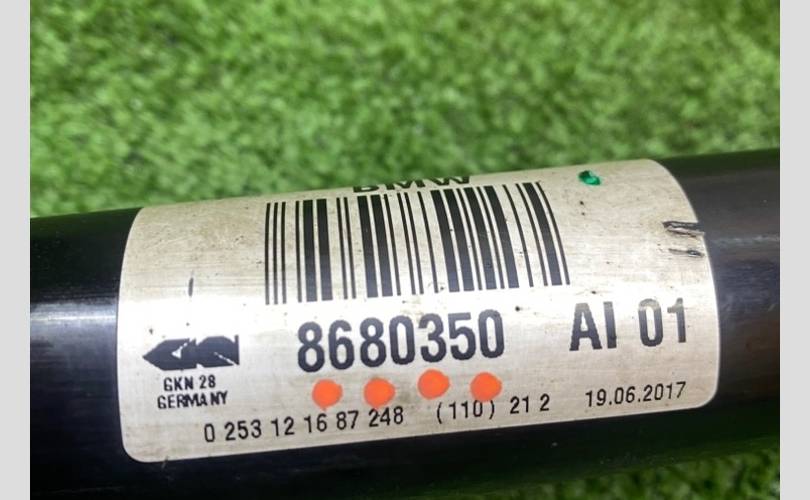 BMW
8680350 AI 01
GKN 28
GERMANY
0 253 12 16 87 248 (110) 21 2 19.06.2017